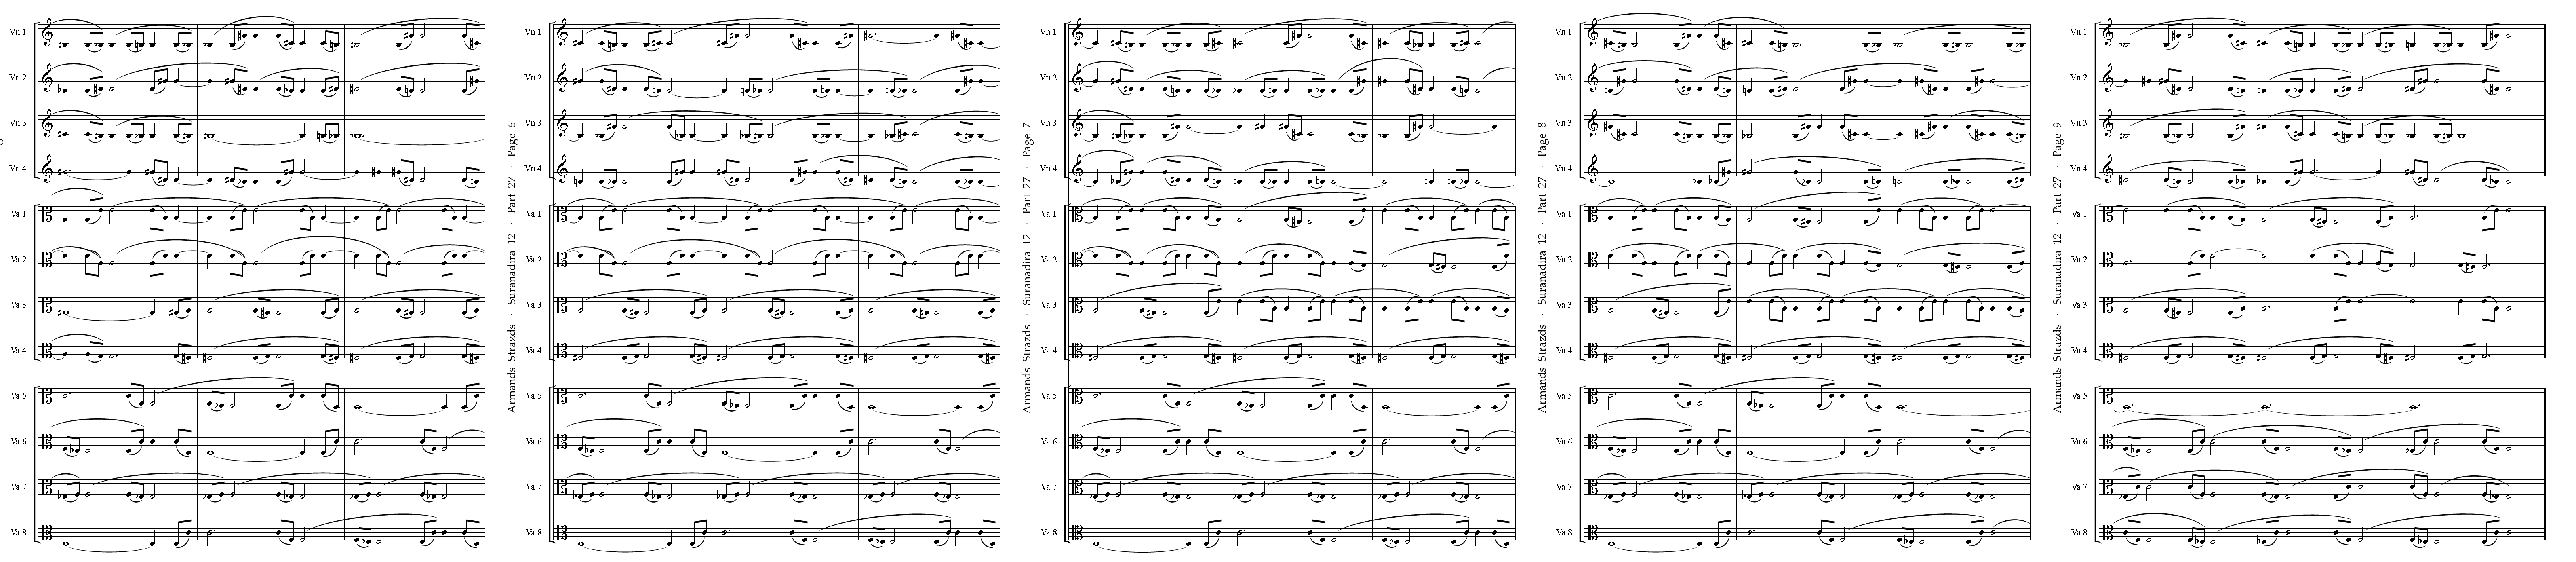 Vn 1
Vn 2
Vn 3
Vn 4
Va 1
Va 2
Va 3
Va 4
Va 5
Va 6
Va 7
Va 8
Armands Strazds · Suranadira 12 · Part 27 · Page 6
Vn 1
Vn 2
Vn 3
Vn 4
Va 1
Va 2
Va 3
Va 4
Va 5
Va 6
Va 7
Va 8
Armands Strazds · Suranadira 12 · Part 27 · Page 7
Vn 1
Vn 2
Vn 3
Vn 4
Va 1
Va 2
Va 3
Va 4
Va 5
Va 6
Va 7
Va 8
Armands Strazds · Suranadira 12 · Part 27 · Page 8
Vn 1
Vn 2
Vn 3
Vn 4
Va 1
Va 2
Va 3
Va 4
Va 5
Va 6
Va 7
Va 8
Armands Strazds · Suranadira 12 · Part 27 · Page 9
Vn 1
Vn 2
Vn 3
Vn 4
Va 1
Va 2
Va 3
Va 4
Va 5
Va 6
Va 7
Va 8